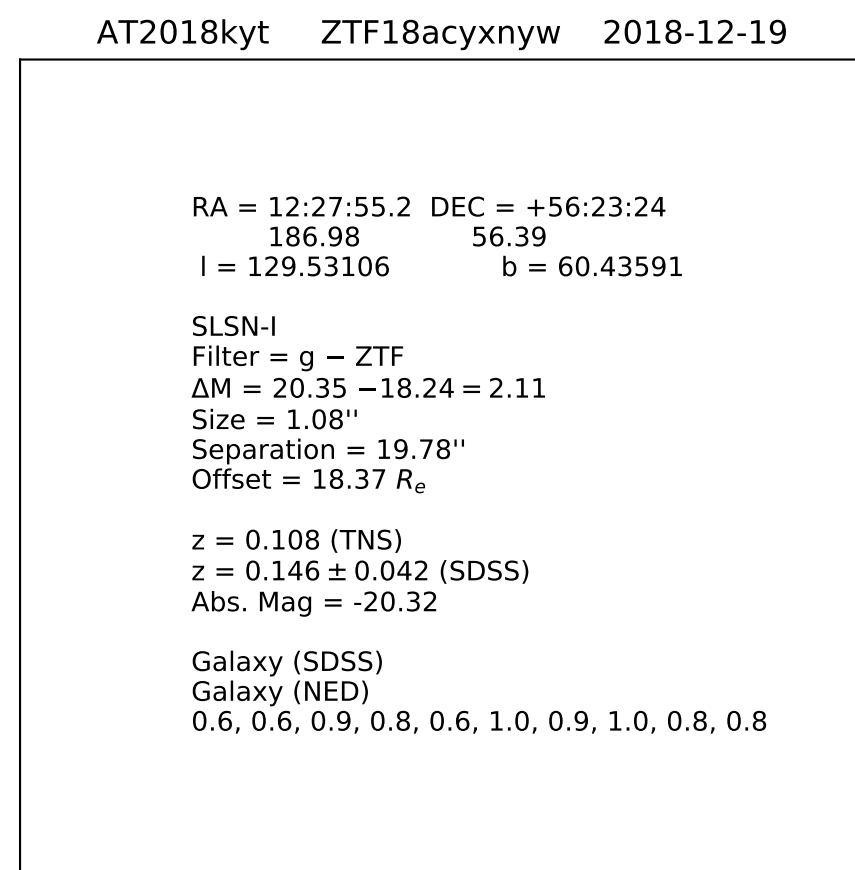 AT2018kyt ZTF18acyxnyw 2018-12-19
RA = 12:27:55.2 DEC = +56:23:24
186.98 56.39
l = 129.53106 b = 60.43591
SLSN-I
Filter = g − ZTF
ΔM = 20.35 −18.24 = 2.11
Size = 1.08''
Separation = 19.78''
Offset = 18.37 Rₑ
z = 0.108 (TNS)
z = 0.146 ± 0.042 (SDSS)
Abs. Mag = -20.32
Galaxy (SDSS)
Galaxy (NED)
0.6, 0.6, 0.9, 0.8, 0.6, 1.0, 0.9, 1.0, 0.8, 0.8